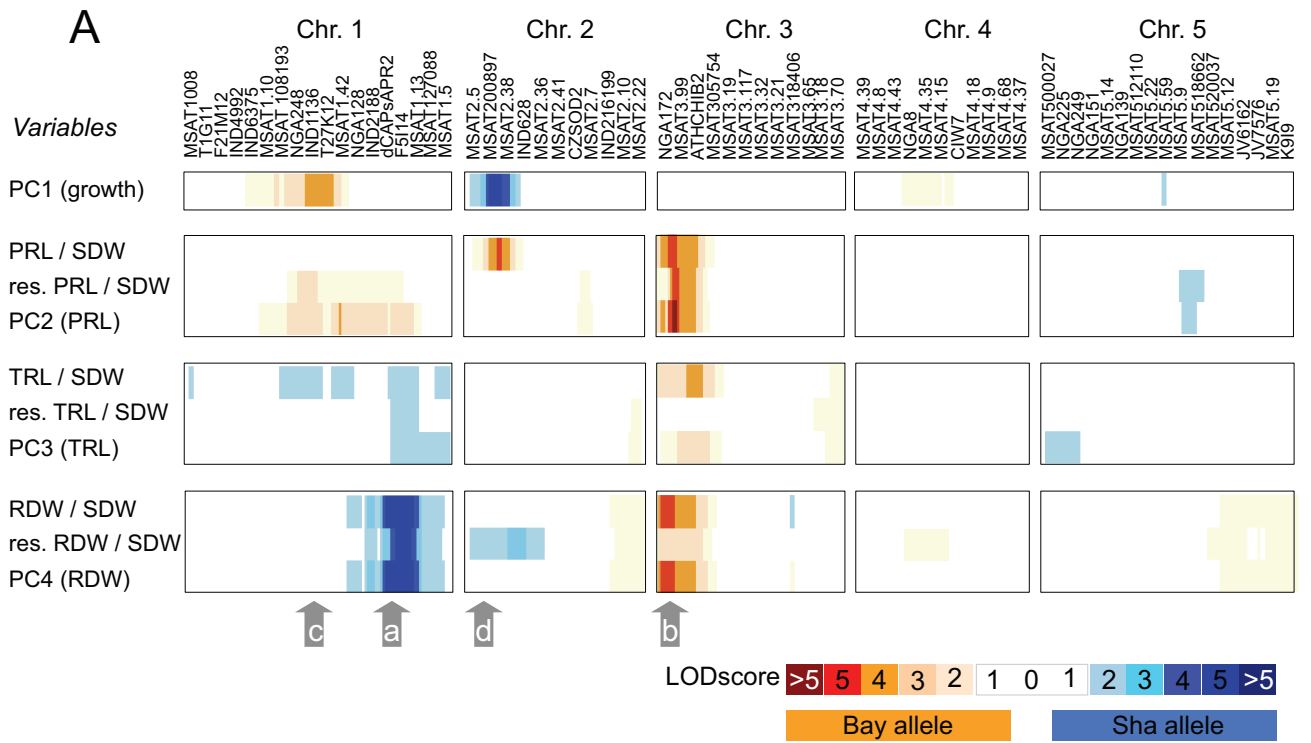 A
Chr. 1 Chr. 2 Chr. 3 Chr. 4 Chr. 5
Variables
MSAT1008
T1G11
F21M12
IND4992
IND6375
MSAT1.10
MSAT 108193
NGA248
IND1136
T27K12
MSAT1.42
NGA128
IND2188
dCAPsAPR2
F5I14
MSAT1.13
MSAT127088
MSAT1.5
MSAT2.5
MSAT200897
MSAT2.38
IND628
MSAT2.36
MSAT2.41
CZSOD2
MSAT2.7
IND216199
MSAT2.10
MSAT2.22
NGA172
MSAT3.99
ATHCHIB2
MSAT305754
MSAT3.19
MSAT3.117
MSAT3.32
MSAT3.21
MSAT318406
MSAT3.65
MSAT3.18
MSAT3.70
MSAT4.39
MSAT4.8
MSAT4.43
NGA8
MSAT4.35
MSAT4.15
CIW7
MSAT4.18
MSAT4.9
MSAT4.68
MSAT4.37
MSAT500027
NGA225
NGA249
NGA151
MSAT5.14
NGA139
MSAT512110
MSAT5.22
MSAT5.59
MSAT5.9
MSAT518662
MSAT520037
MSAT5.12
JV6162
JV7576
MSAT5.19
K9I9
PC1 (growth)
PRL / SDW
res. PRL / SDW
PC2 (PRL)
TRL / SDW
res. TRL / SDW
PC3 (TRL)
RDW / SDW
res. RDW / SDW
PC4 (RDW)
c a d b
LODscore >5 5 4 3 2 1 0 1 2 3 4 5 >5
Bay allele Sha allele